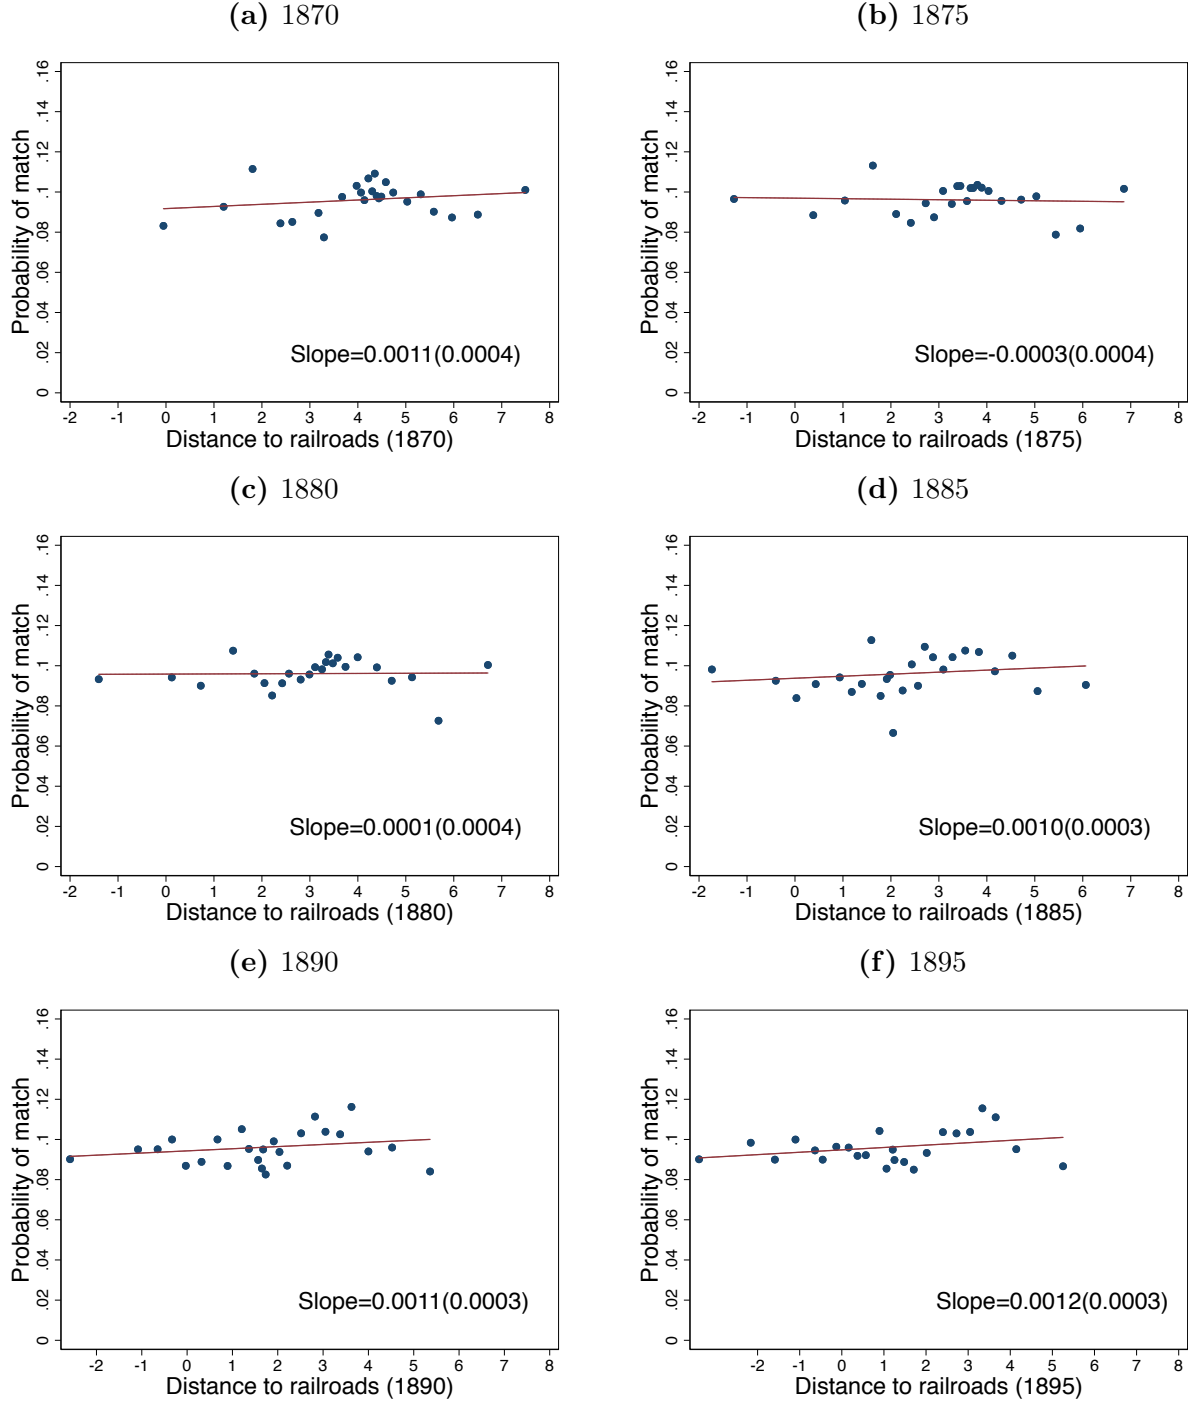 (a) 1870
Probability of match
.16
.14
.12
.1
.08
.06
.04
.02
0
Slope=0.0011(0.0004)
-2 -1 0 1 2 3 4 5 6 7 8
Distance to railroads (1870)
(b) 1875
Probability of match
.16
.14
.12
.1
.08
.06
.04
.02
0
Slope=-0.0003(0.0004)
-2 -1 0 1 2 3 4 5 6 7 8
Distance to railroads (1875)
(c) 1880
Probability of match
.16
.14
.12
.1
.08
.06
.04
.02
0
Slope=0.0001(0.0004)
-2 -1 0 1 2 3 4 5 6 7 8
Distance to railroads (1880)
(d) 1885
Probability of match
.16
.14
.12
.1
.08
.06
.04
.02
0
Slope=0.0010(0.0003)
-2 -1 0 1 2 3 4 5 6 7 8
Distance to railroads (1885)
(e) 1890
Probability of match
.16
.14
.12
.1
.08
.06
.04
.02
0
Slope=0.0011(0.0003)
-2 -1 0 1 2 3 4 5 6 7 8
Distance to railroads (1890)
(f) 1895
Probability of match
.16
.14
.12
.1
.08
.06
.04
.02
0
Slope=0.0012(0.0003)
-2 -1 0 1 2 3 4 5 6 7 8
Distance to railroads (1895)